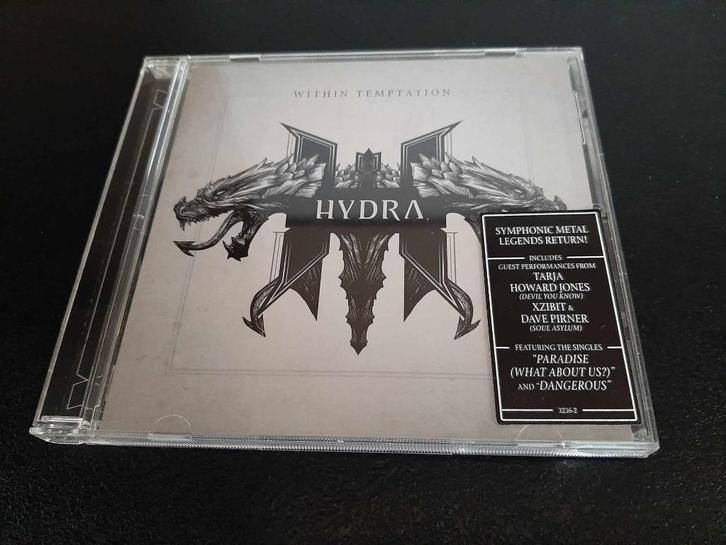 WITHIN TEMPTATION
HYDRA
SYMPHONIC METAL
LEGENDS RETURN!
INCLUDES
GUEST PERFORMANCES FROM
TARJA
HOWARD JONES
(DEVIL YOU KNOW)
XZIBIT &
DAVE PIRNER
(SOUL ASYLUM)
FEATURING THE SINGLES
"PARADISE
(WHAT ABOUT US?)"
AND "DANGEROUS"
3236-2